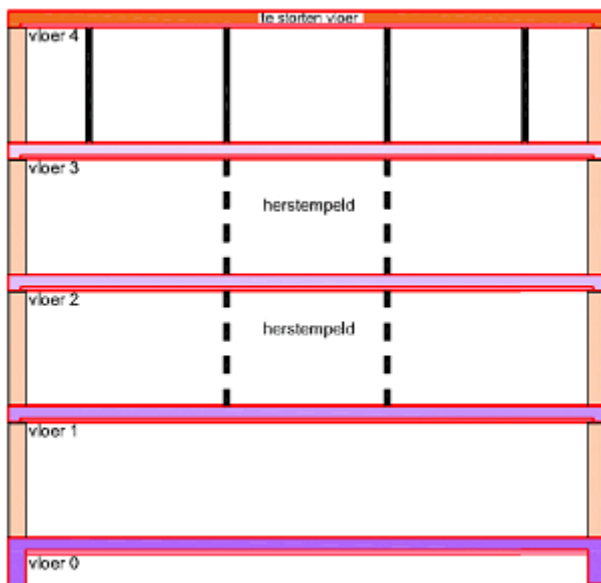 te storten vloer
vloer 4
vloer 3
herstempeld
vloer 2
herstempeld
vloer 1
vloer 0